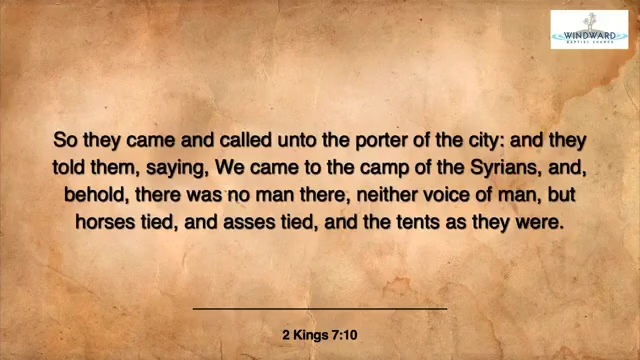 WINDWARD
BAPTIST CHURCH
So they came and called unto the porter of the city: and they
told them, saying, We came to the camp of the Syrians, and,
behold, there was no man there, neither voice of man, but
horses tied, and asses tied, and the tents as they were.
2 Kings 7:10